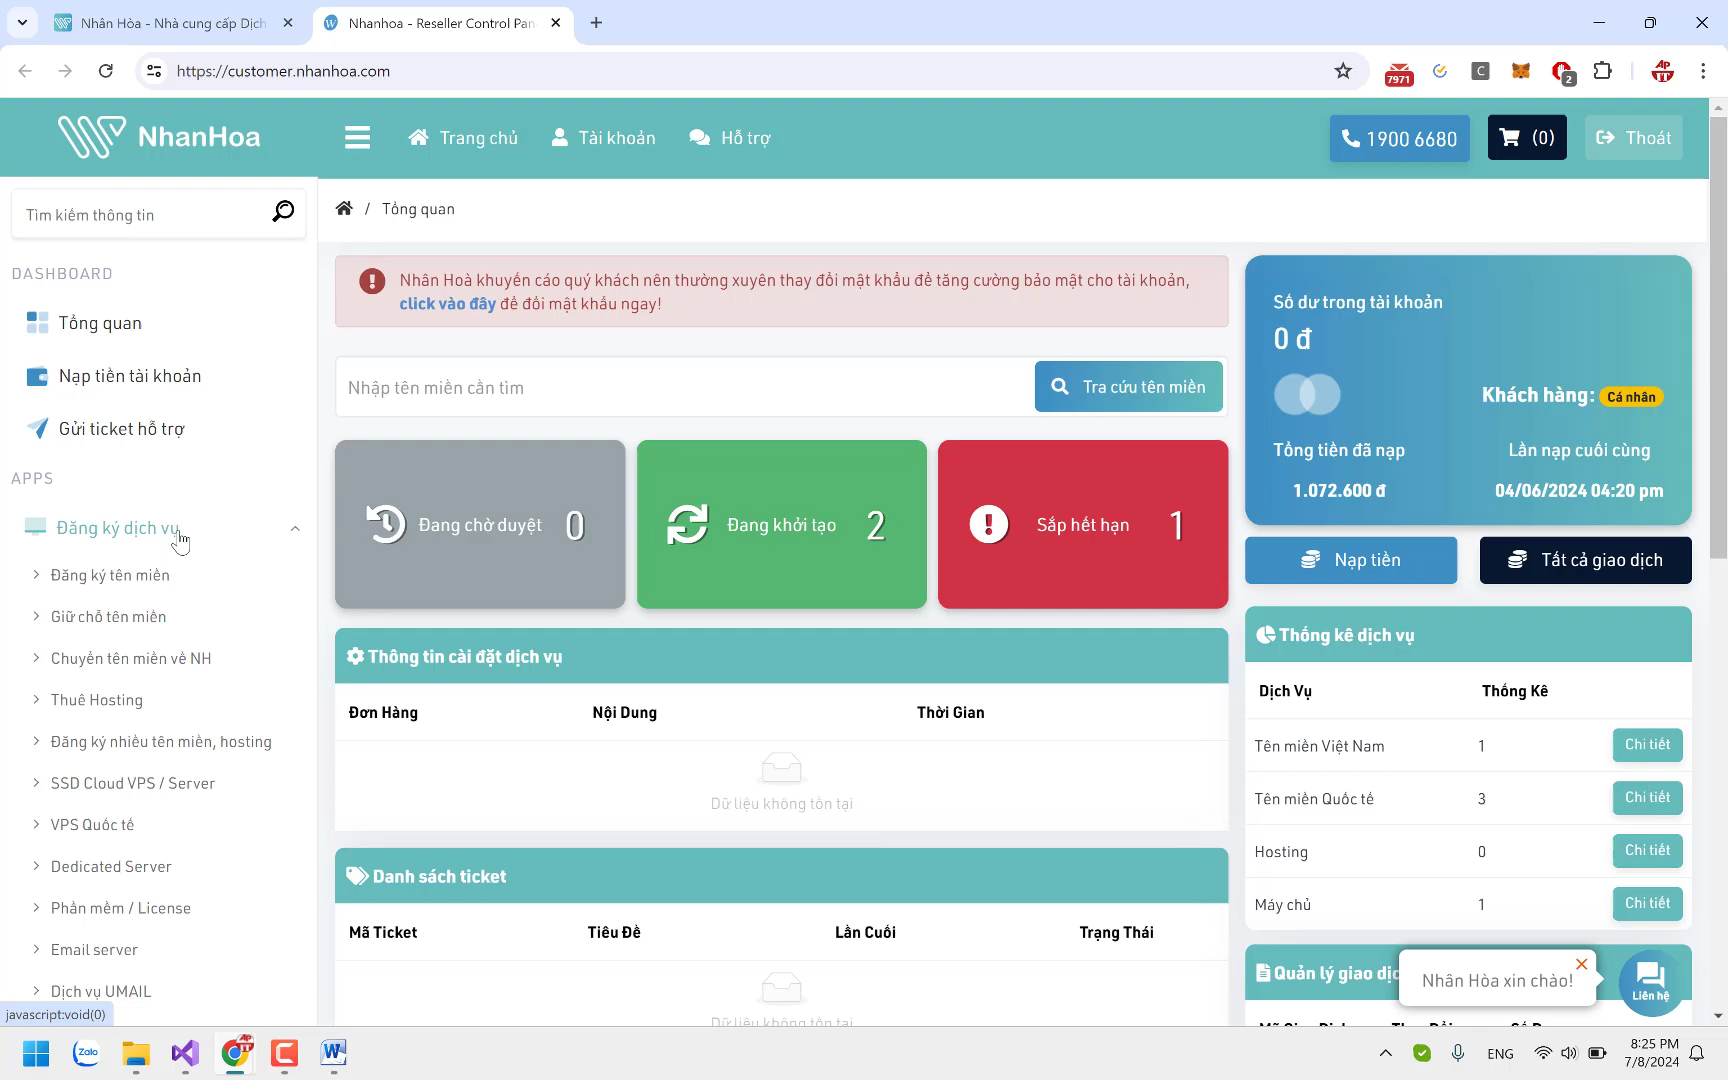 Nhân Hòa - Nhà cung cấp Dịch
Nhanhoa - Reseller Control Pan
https://customer.nhanhoa.com
7971
C
2
AP
TT
NhanHoa
Trang chủ
Tài khoản
Hỗ trợ
1900 6680
(0)
Thoát
Tìm kiếm thông tin
/ Tổng quan
DASHBOARD
Tổng quan
Nạp tiền tài khoản
Gửi ticket hỗ trợ
APPS
Đăng ký dịch vụ
Đăng ký tên miền
Giữ chỗ tên miền
Chuyển tên miền về NH
Thuê Hosting
Đăng ký nhiều tên miền, hosting
SSD Cloud VPS / Server
VPS Quốc tế
Dedicated Server
Phần mềm / License
Email server
Dịch vụ UMAIL
javascript:void(0)
Nhân Hoà khuyến cáo quý khách nên thường xuyên thay đổi mật khẩu để tăng cường bảo mật cho tài khoản,
click vào đây để đổi mật khẩu ngay!
Nhập tên miền cần tìm
Tra cứu tên miền
Đang chờ duyệt 0
Đang khởi tạo 2
Sắp hết hạn 1
Thông tin cài đặt dịch vụ
Đơn Hàng Nội Dung Thời Gian
Dữ liệu không tồn tại
Danh sách ticket
Mã Ticket Tiêu Đề Lần Cuối Trạng Thái
Dữ liệu không tồn tại
Số dư trong tài khoản
0 đ
Khách hàng: Cá nhân
Tổng tiền đã nạp Lần nạp cuối cùng
1.072.600 đ 04/06/2024 04:20 pm
Nạp tiền
Tất cả giao dịch
Thống kê dịch vụ
Dịch Vụ Thống Kê
Tên miền Việt Nam 1 Chi tiết
Tên miền Quốc tế 3 Chi tiết
Hosting 0 Chi tiết
Máy chủ 1 Chi tiết
Quản lý giao dịc
Nhân Hòa xin chào!
Liên hệ
Zalo
AP
TT
C
W
ENG
8:25 PM
7/8/2024